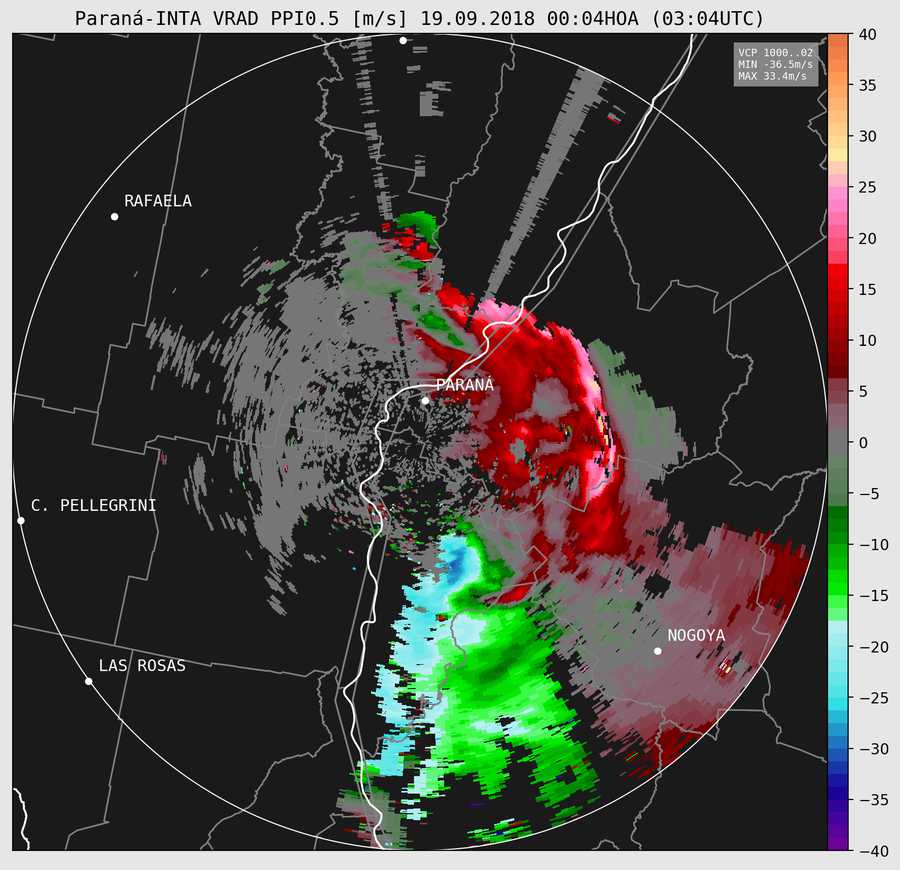 Paraná-INTA VRAD PPI0.5 [m/s] 19.09.2018 00:04HOA (03:04UTC)
VCP 1000..02
MIN -36.5m/s
MAX 33.4m/s
RAFAELA
PARANÁ
C. PELLEGRINI
NOGOYA
LAS ROSAS
40
35
30
25
20
15
10
5
0
−5
−10
−15
−20
−25
−30
−35
−40